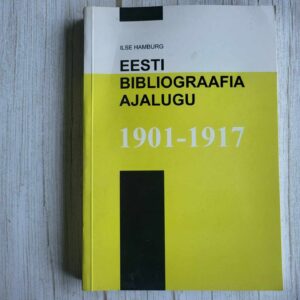 ILSE HAMBURG
EESTI
BIBLIOGRAAFIA
AJALUGU
1901-1917